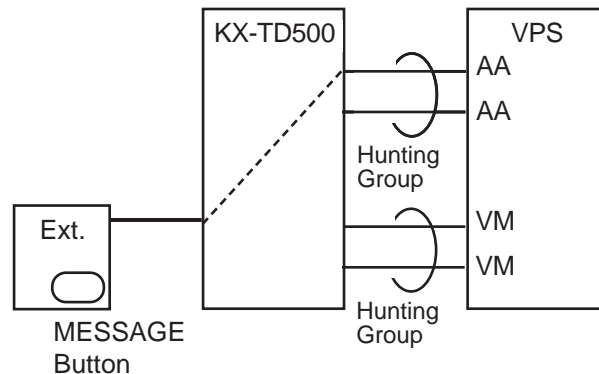 KX-TD500
VPS
AA
AA
Hunting
Group
Ext.
VM
VM
Hunting
Group
MESSAGE
Button